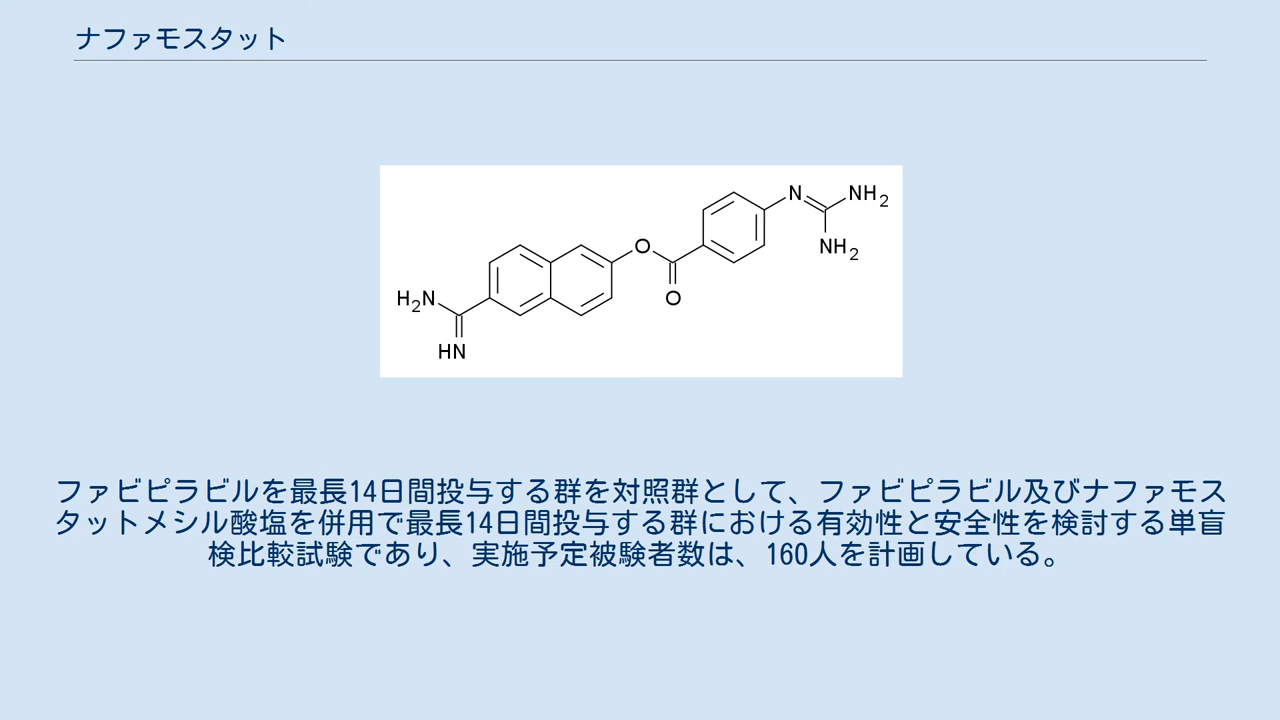 ナファモスタット
N
NH2
NH2
O
O
H2N
HN
ファビピラビルを最長14日間投与する群を対照群として、ファビピラビル及びナファモス
タットメシル酸塩を併用で最長14日間投与する群における有効性と安全性を検討する単盲
検比較試験であり、実施予定被験者数は、160人を計画している。